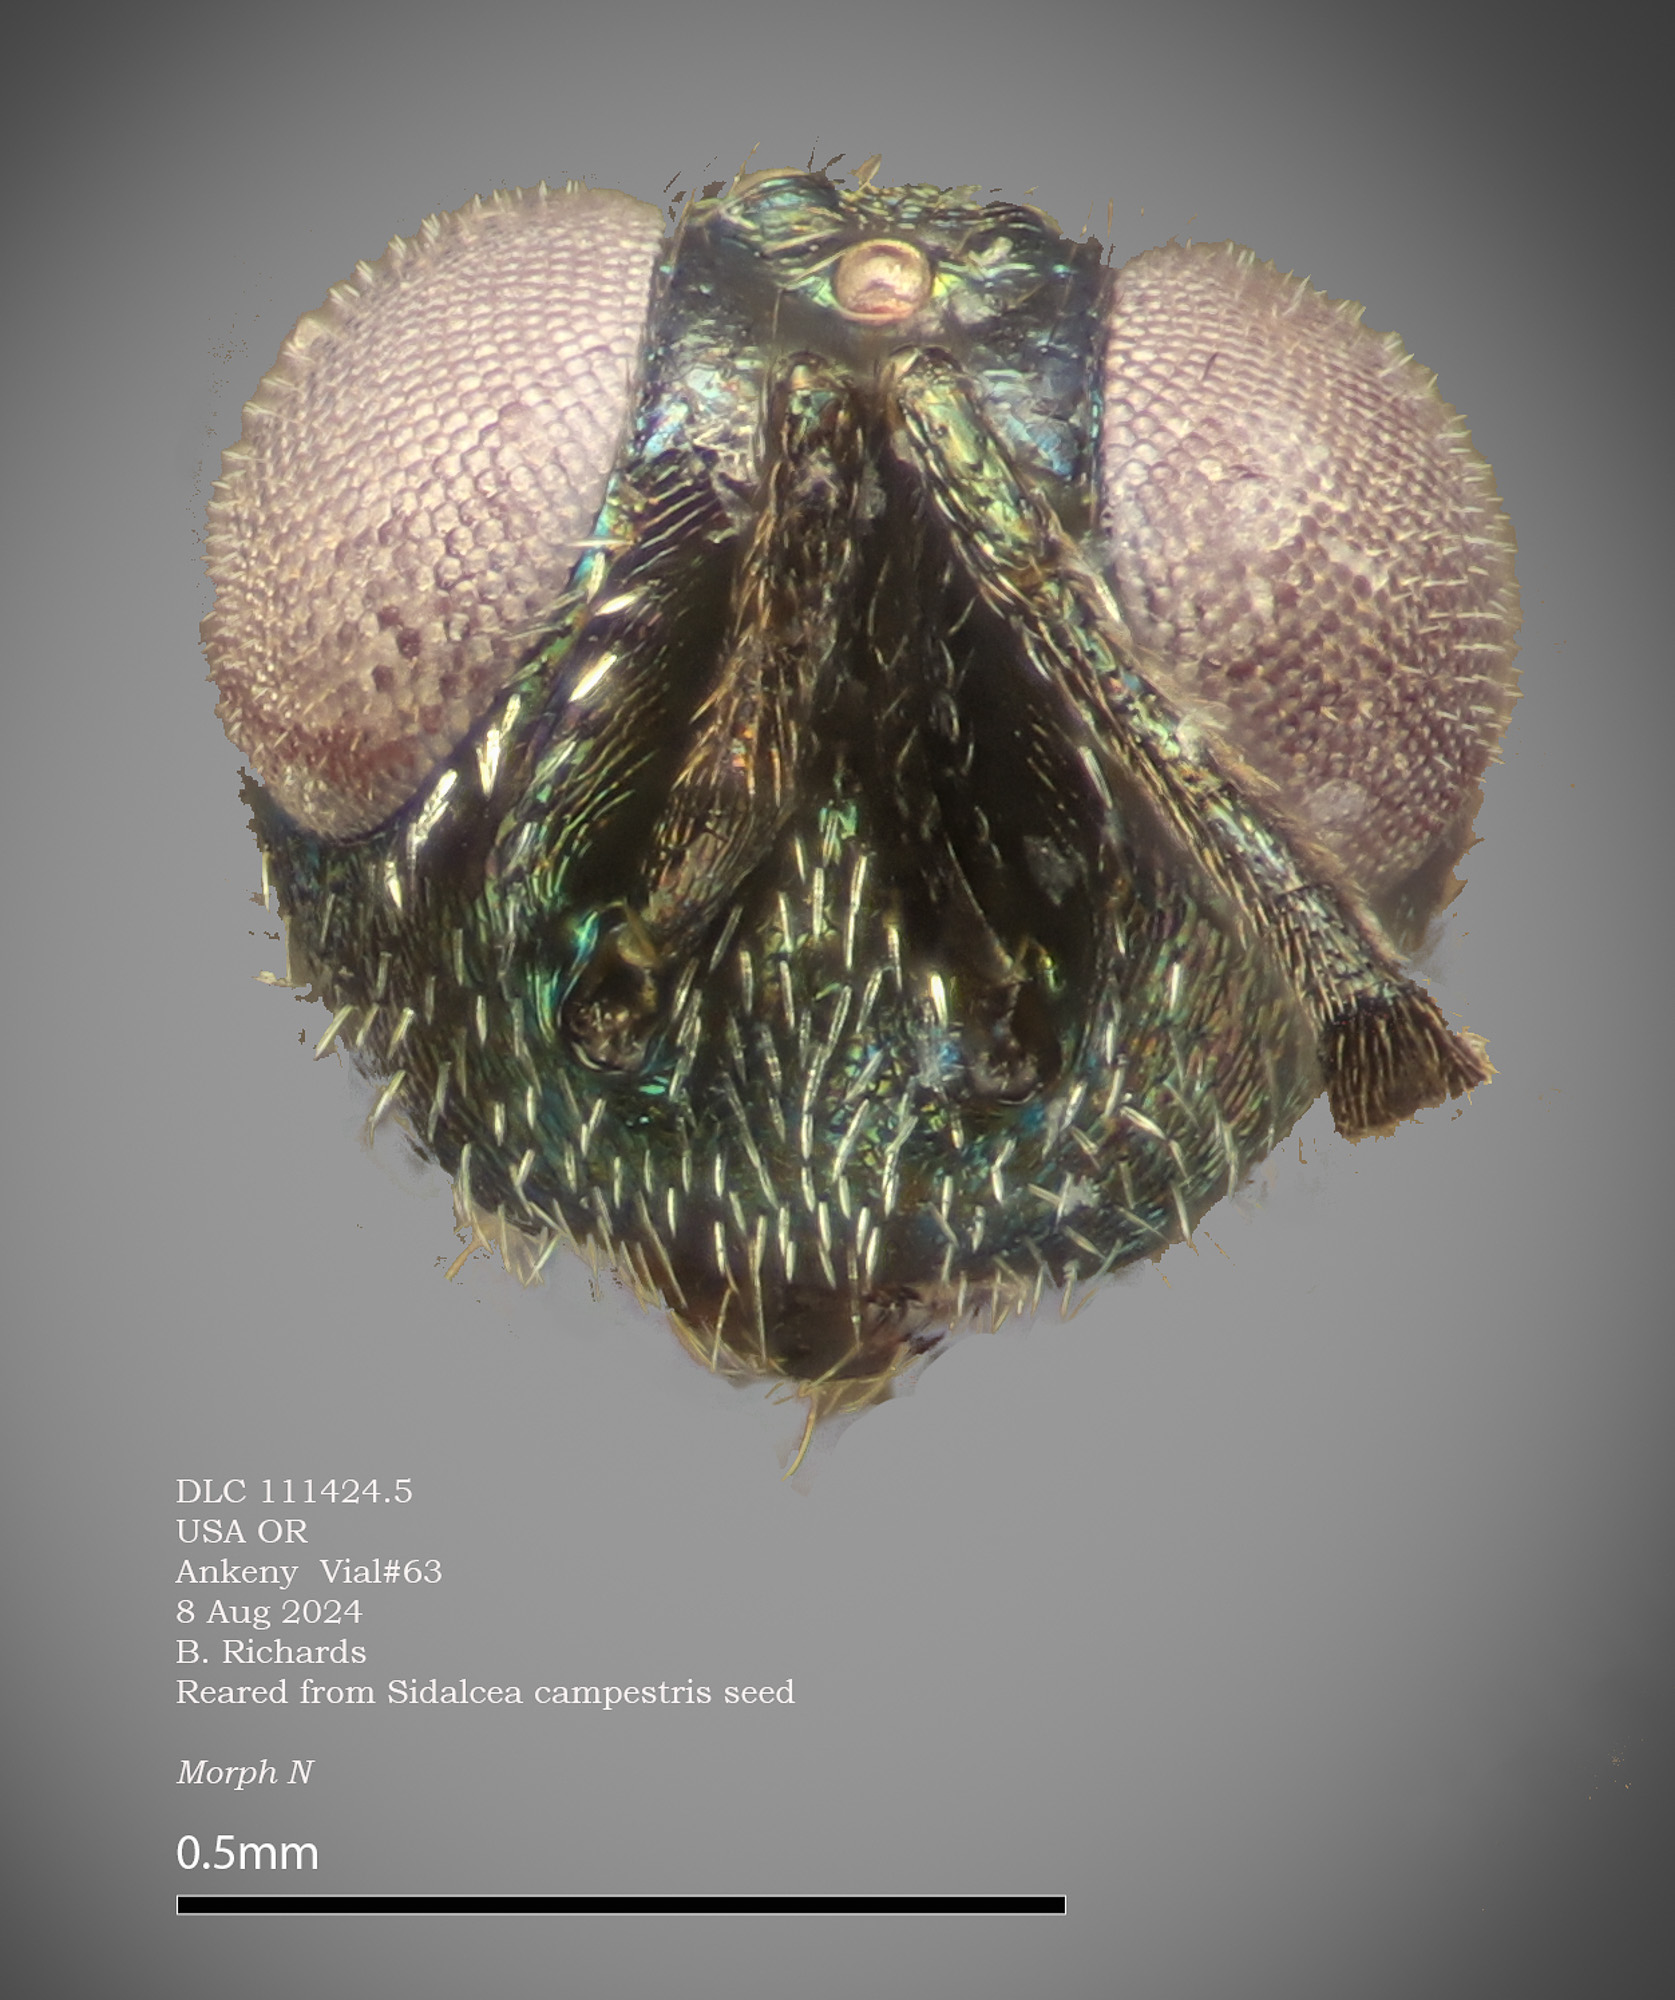 DLC 111424.5
USA OR
Ankeny  Vial#63
8 Aug 2024
B. Richards
Reared from Sidalcea campestris seed
Morph N
0.5mm